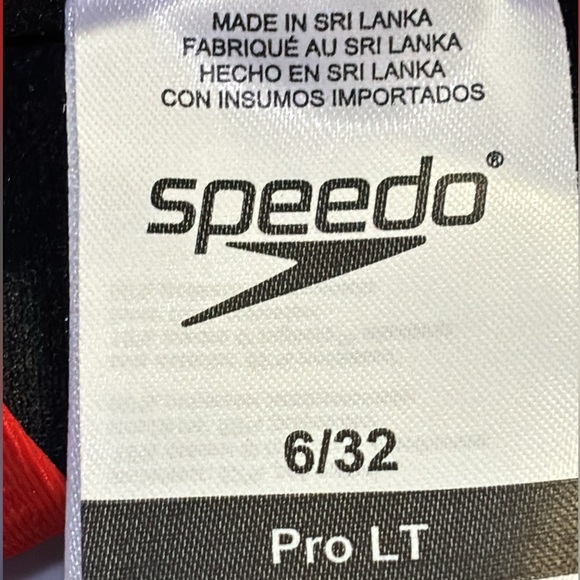 MADE IN SRI LANKA
FABRIQUÉ AU SRI LANKA
HECHO EN SRI LANKA
CON INSUMOS IMPORTADOS
speedo®
6/32
Pro LT